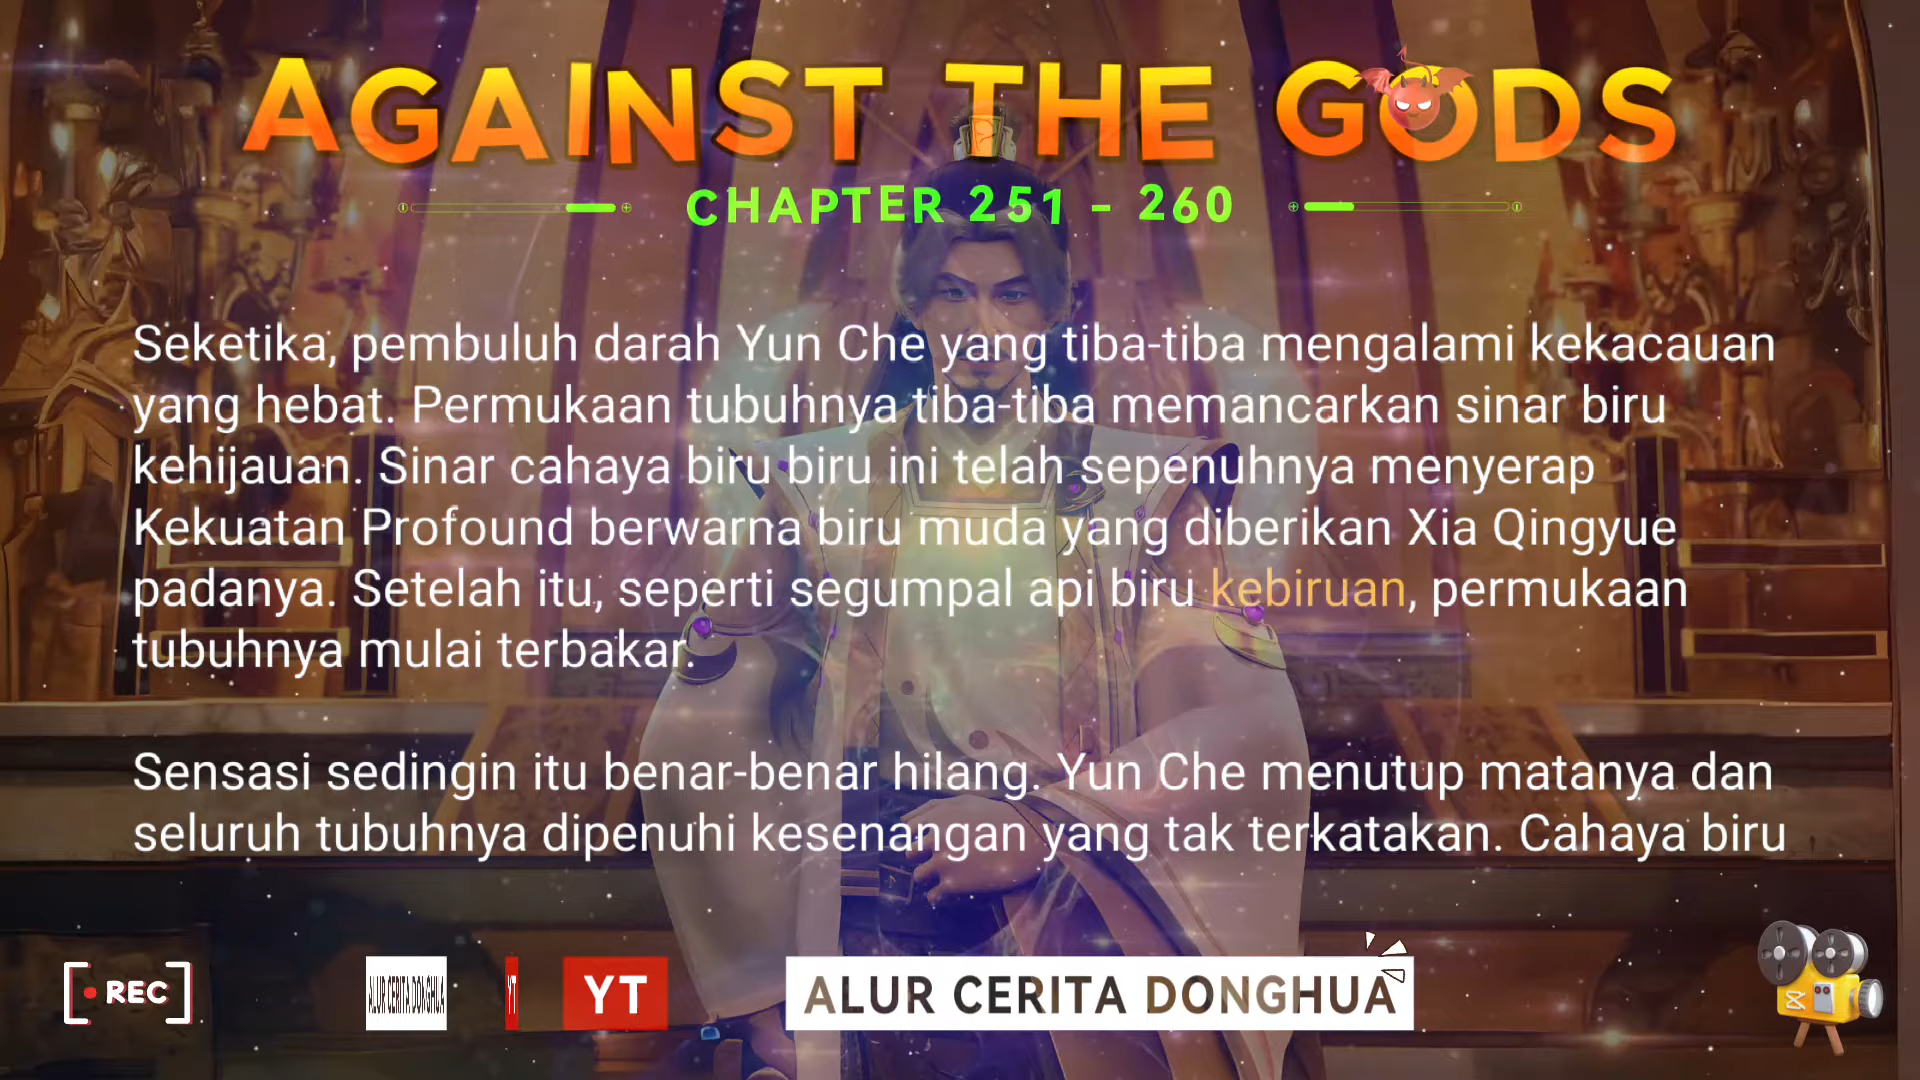 AGAINST THE GODS
CHAPTER 251 - 260
Seketika, pembuluh darah Yun Che yang tiba-tiba mengalami kekacauan
yang hebat. Permukaan tubuhnya tiba-tiba memancarkan sinar biru
kehijauan. Sinar cahaya biru biru ini telah sepenuhnya menyerap
Kekuatan Profound berwarna biru muda yang diberikan Xia Qingyue
padanya. Setelah itu, seperti segumpal api biru kebiruan, permukaan
tubuhnya mulai terbakar.
Sensasi sedingin itu benar-benar hilang. Yun Che menutup matanya dan
seluruh tubuhnya dipenuhi kesenangan yang tak terkatakan. Cahaya biru
REC
ALUR CERITA DONGHUA
YT
YT
ALUR CERITA DONGHUA